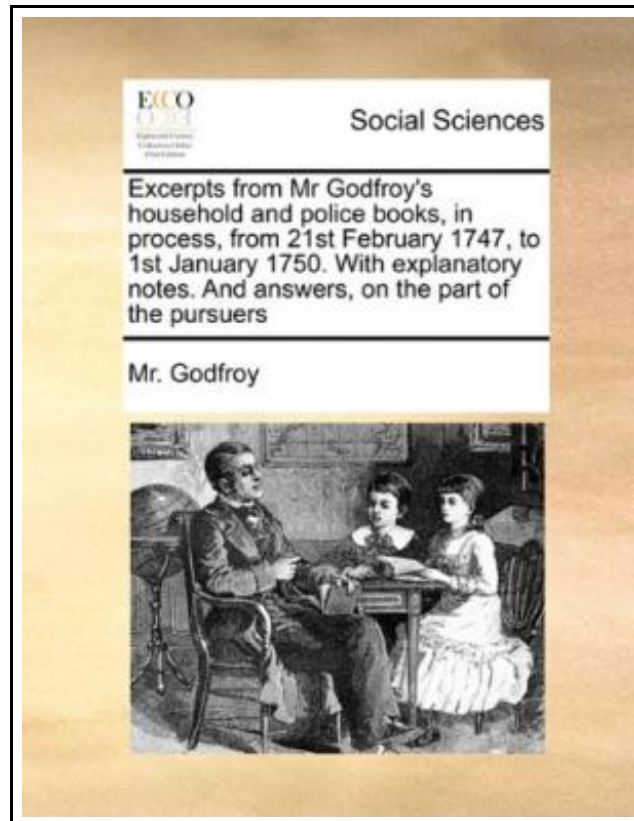 ECCO
Social Sciences
Excerpts from Mr Godfroy's
household and police books, in
process, from 21st February 1747, to
1st January 1750. With explanatory
notes. And answers, on the part of
the pursuers
Mr. Godfroy